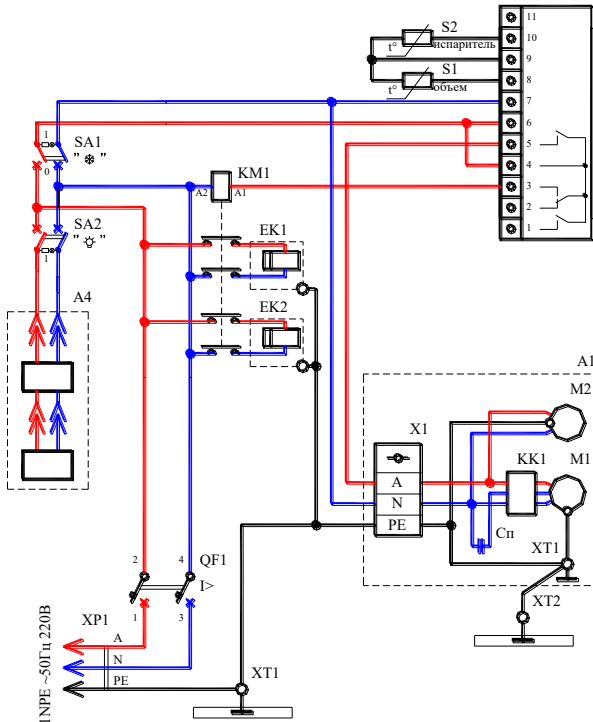 11
S2
10
t°
испаритель
9
S1
8
t°
объем
7
6
1
SA1
5
" ❄ "
4
0
KM1
A2
A1
3
SA2
2
" "
EK1
1
1
A4
EK2
A1
M2
X1
A
KK1
M1
N
PE
Сп
XT1
2
4
QF1
I>
XT2
1
3
XP1
A
N
PE
XT1
1NPE ~50Гц 220В